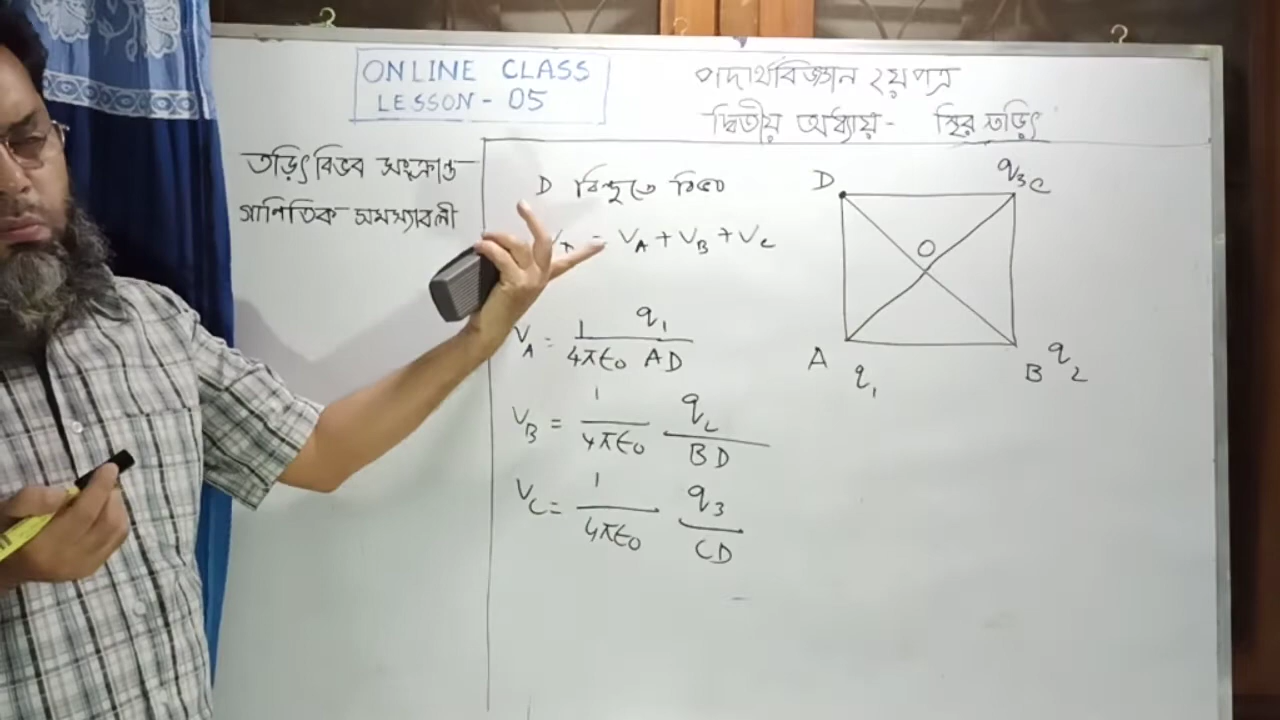 ONLINE CLASS
LESSON - 05
পদার্থবিজ্ঞান ২য় পত্র
দ্বিতীয় অধ্যায় - স্থির তড়িৎ
তড়িৎ বিভব সংক্রান্ত
গাণিতিক সমস্যাবলী
D বিন্দুতে বিভব
= V_A + V_B + V_C
V_A = 1/4πε₀ q₁/AD
V_B = 1/4πε₀ q₂/BD
V_C = 1/4πε₀ q₃/CD
D q₃ C
O
A q₁ B q₂